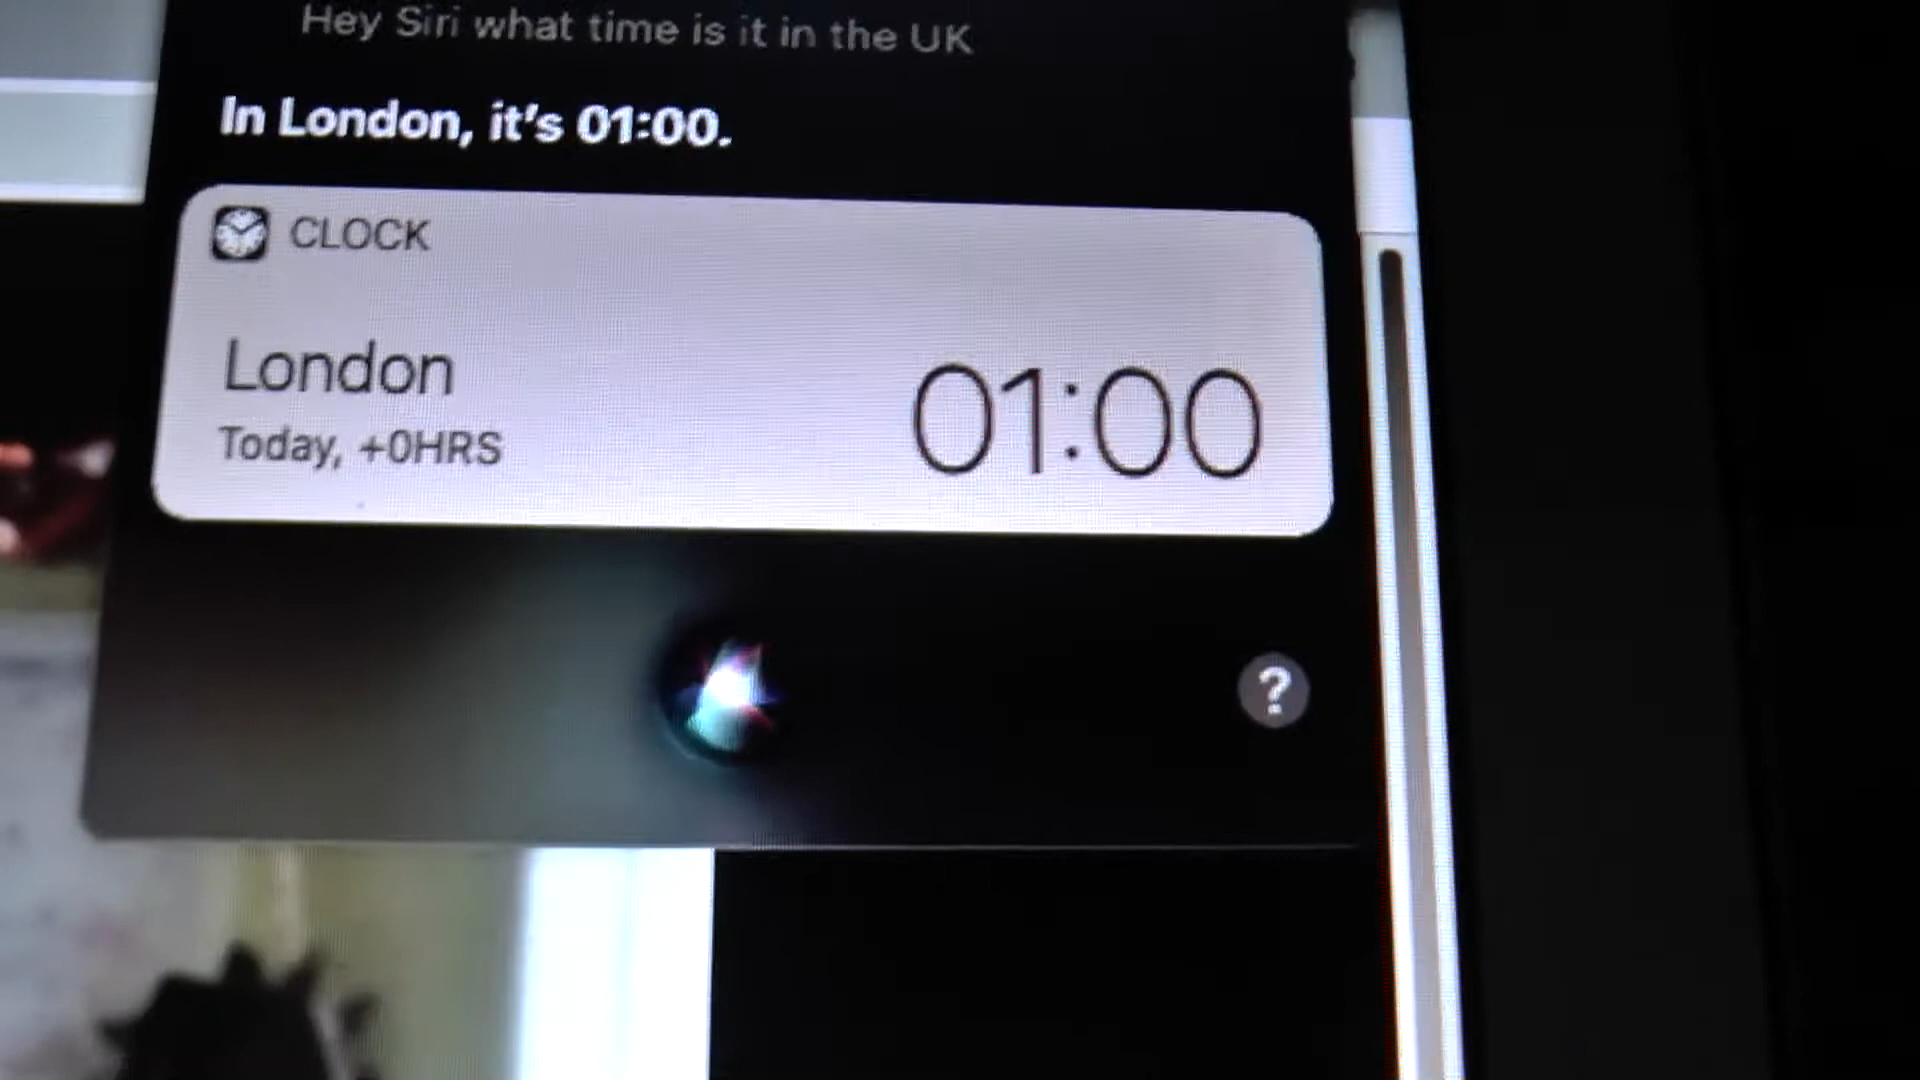 Hey Siri what time is it in the UK
In London, it's 01:00.
CLOCK
London
01:00
Today, +0HRS
?